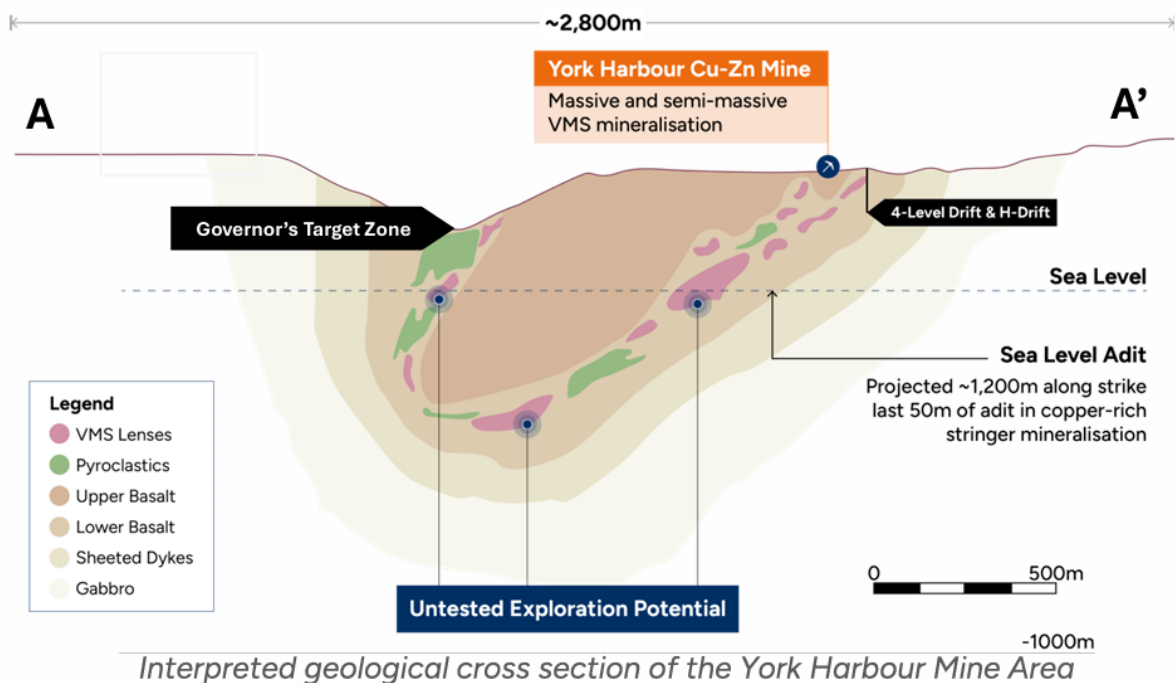 ~2,800m
York Harbour Cu-Zn Mine
Massive and semi-massive
VMS mineralisation
A
A’
Governor’s Target Zone
4-Level Drift & H-Drift
Sea Level
Sea Level Adit
Projected ~1,200m along strike
last 50m of adit in copper-rich
stringer mineralisation
Legend
VMS Lenses
Pyroclastics
Upper Basalt
Lower Basalt
Sheeted Dykes
Gabbro
Untested Exploration Potential
0
500m
-1000m
Interpreted geological cross section of the York Harbour Mine Area